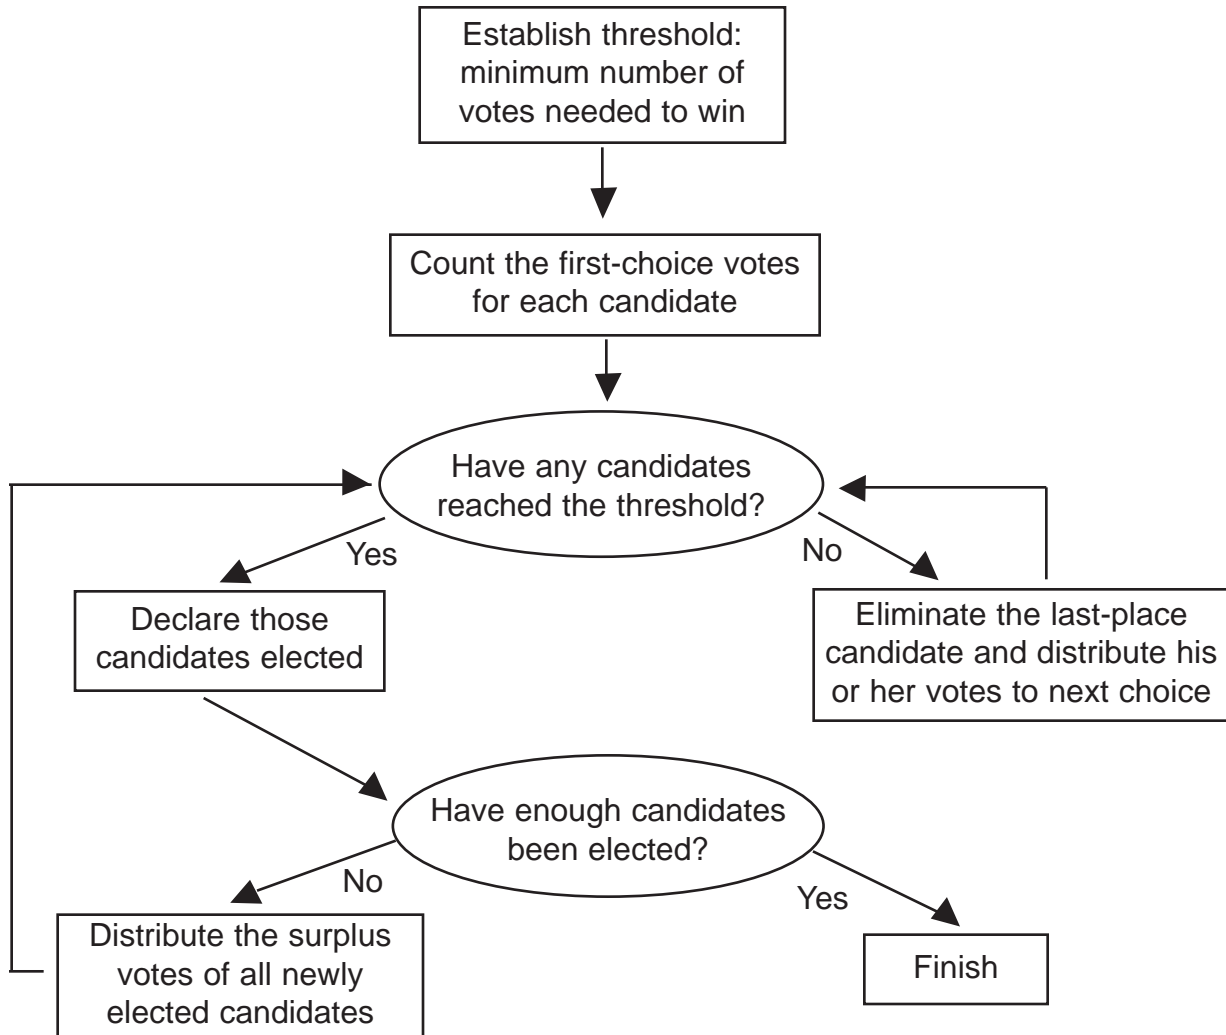 Establish threshold:
minimum number of
votes needed to win
Count the first-choice votes
for each candidate
Have any candidates
reached the threshold?
Yes
No
Declare those
candidates elected
Eliminate the last-place
candidate and distribute his
or her votes to next choice
Have enough candidates
been elected?
No
Yes
Distribute the surplus
votes of all newly
elected candidates
Finish